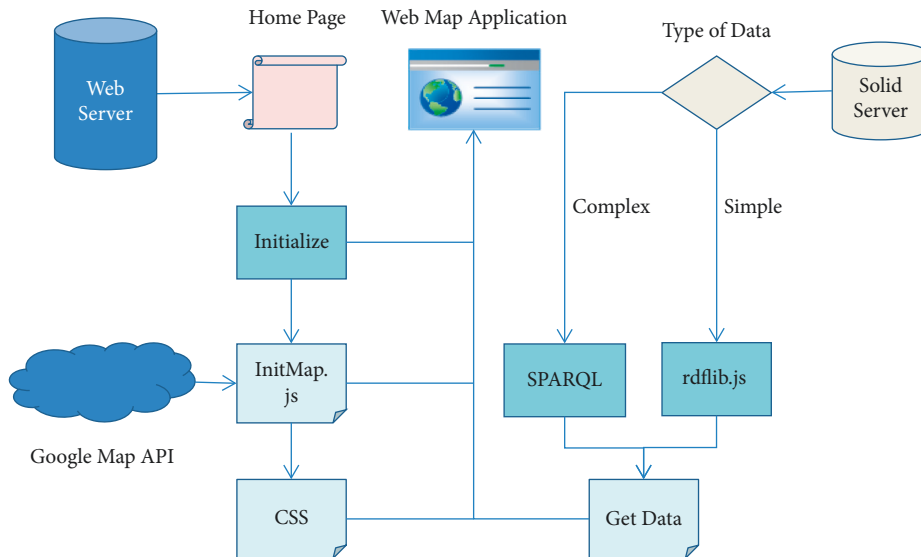 Home Page
Web Map Application
Type of Data
Web
Server
Solid
Server
Complex
Simple
Initialize
InitMap.
js
SPARQL
rdflib.js
Google Map API
CSS
Get Data